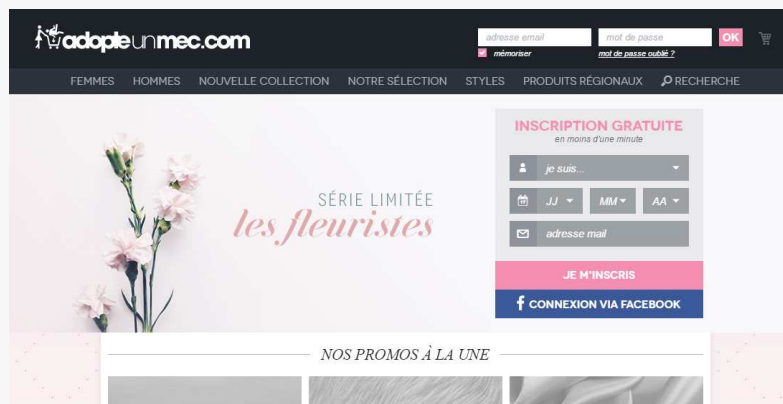 adopteunmec.com
adresse email
mot de passe
OK
mémoriser
mot de passe oublié ?
FEMMES HOMMES NOUVELLE COLLECTION NOTRE SÉLECTION STYLES PRODUITS RÉGIONAUX RECHERCHE
INSCRIPTION GRATUITE
en moins d'une minute
je suis...
JJ MM AA
adresse mail
JE M'INSCRIS
f CONNEXION VIA FACEBOOK
SÉRIE LIMITÉE
les fleuristes
NOS PROMOS À LA UNE